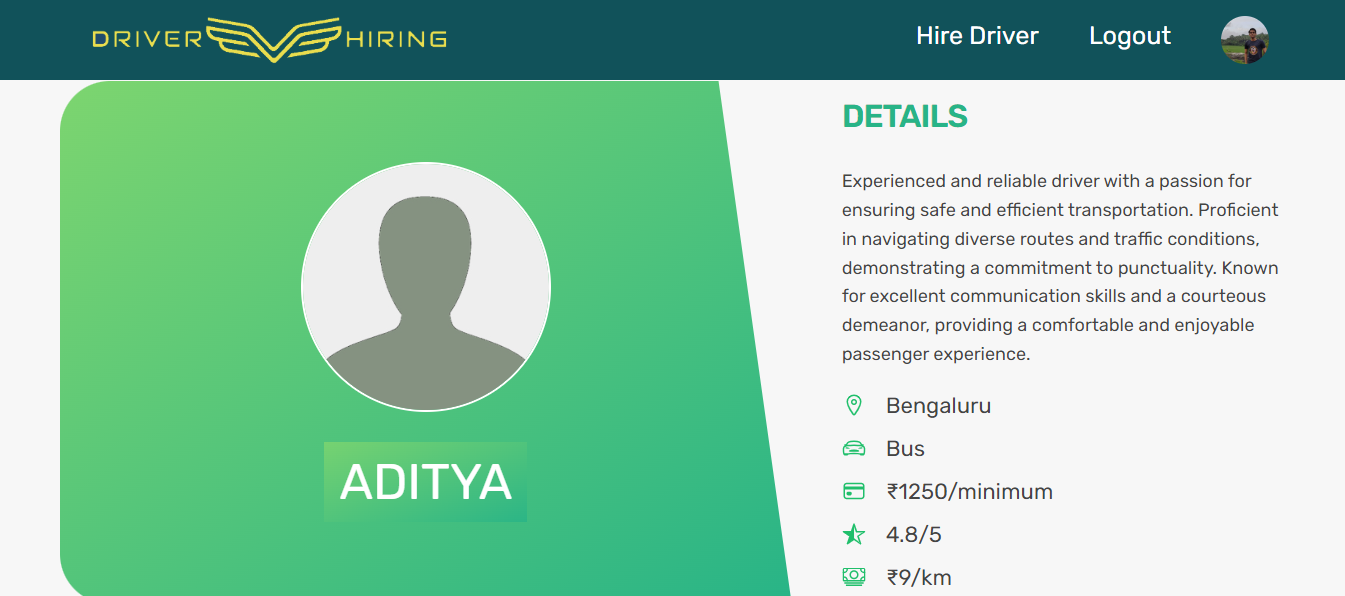 DRIVER HIRING
Hire Driver
Logout
ADITYA
DETAILS
Experienced and reliable driver with a passion for
ensuring safe and efficient transportation. Proficient
in navigating diverse routes and traffic conditions,
demonstrating a commitment to punctuality. Known
for excellent communication skills and a courteous
demeanor, providing a comfortable and enjoyable
passenger experience.
Bengaluru
Bus
₹1250/minimum
4.8/5
₹9/km